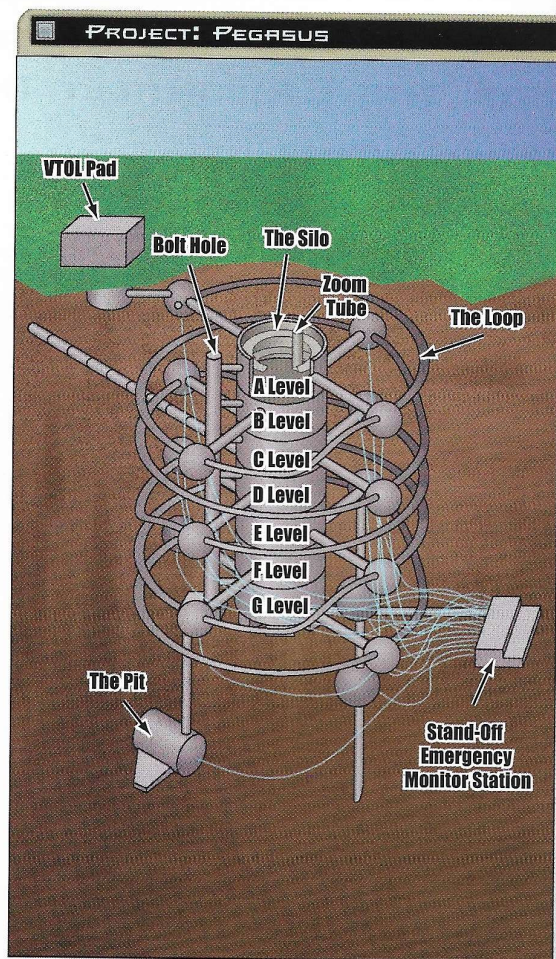 PROJECT: PEGASUS
VTOL Pad
Bolt Hole
The Silo
Zoom
Tube
The Loop
A Level
B Level
C Level
D Level
E Level
F Level
G Level
The Pit
Stand-Off
Emergency
Monitor Station